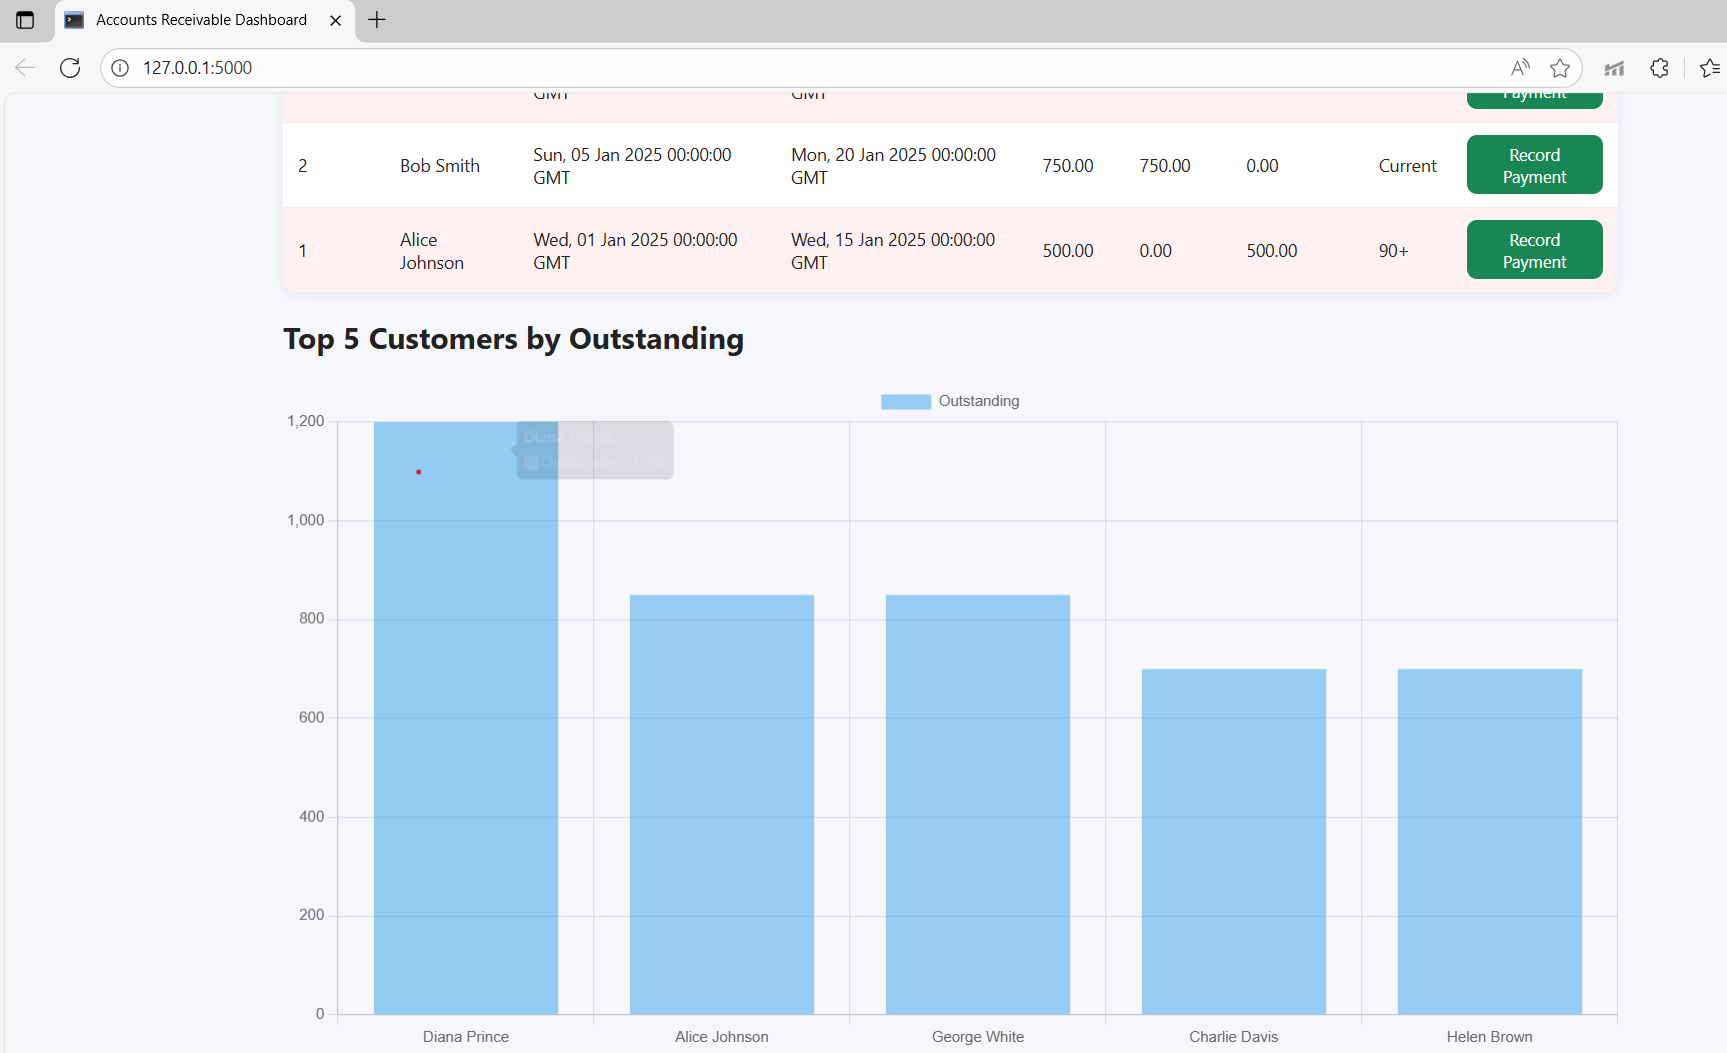 Accounts Receivable Dashboard
127.0.0.1:5000
GMT GMT Payment
2 Bob Smith Sun, 05 Jan 2025 00:00:00 Mon, 20 Jan 2025 00:00:00 750.00 750.00 0.00 Current Record
GMT GMT Payment
1 Alice Wed, 01 Jan 2025 00:00:00 Wed, 15 Jan 2025 00:00:00 500.00 0.00 500.00 90+ Record
Johnson GMT GMT Payment
Top 5 Customers by Outstanding
Outstanding
1,200
Diana Prince
Outstanding: 1,200
1,000
800
600
400
200
0
Diana Prince Alice Johnson George White Charlie Davis Helen Brown